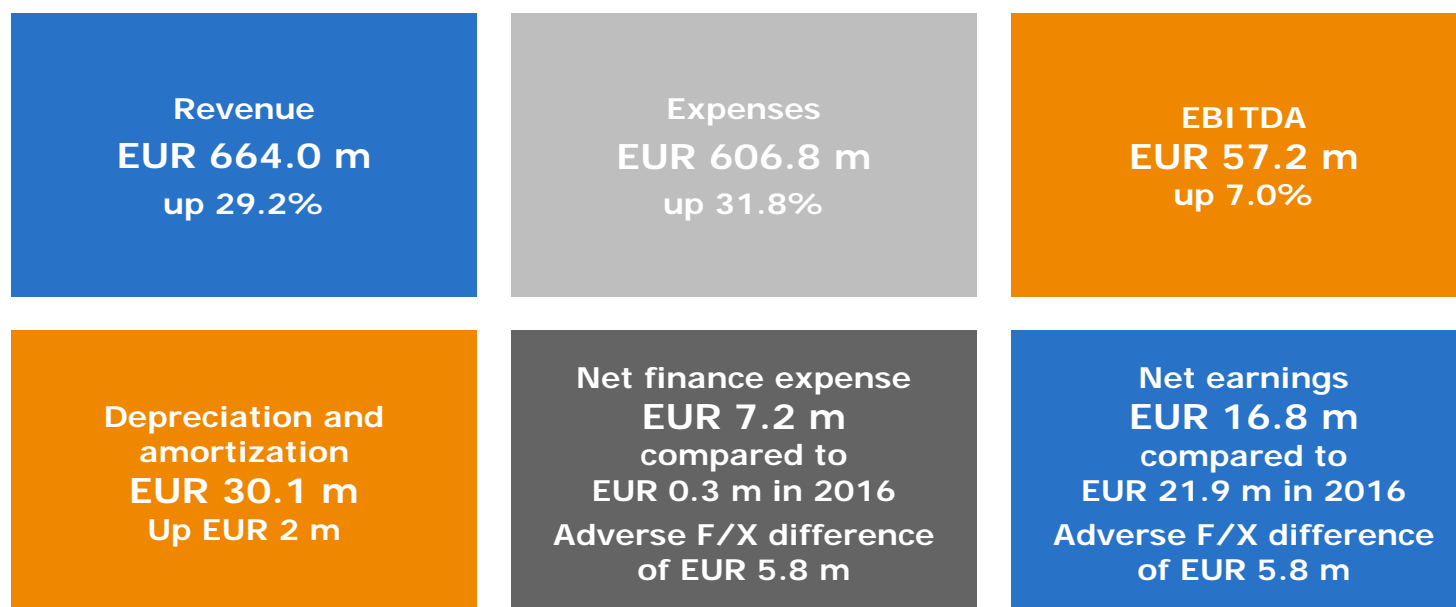 Revenue
EUR 664.0 m
up 29.2%
Expenses
EUR 606.8 m
up 31.8%
EBITDA
EUR 57.2 m
up 7.0%
Depreciation and
amortization
EUR 30.1 m
Up EUR 2 m
Net finance expense
EUR 7.2 m
compared to
EUR 0.3 m in 2016
Adverse F/X difference
of EUR 5.8 m
Net earnings
EUR 16.8 m
compared to
EUR 21.9 m in 2016
Adverse F/X difference
of EUR 5.8 m